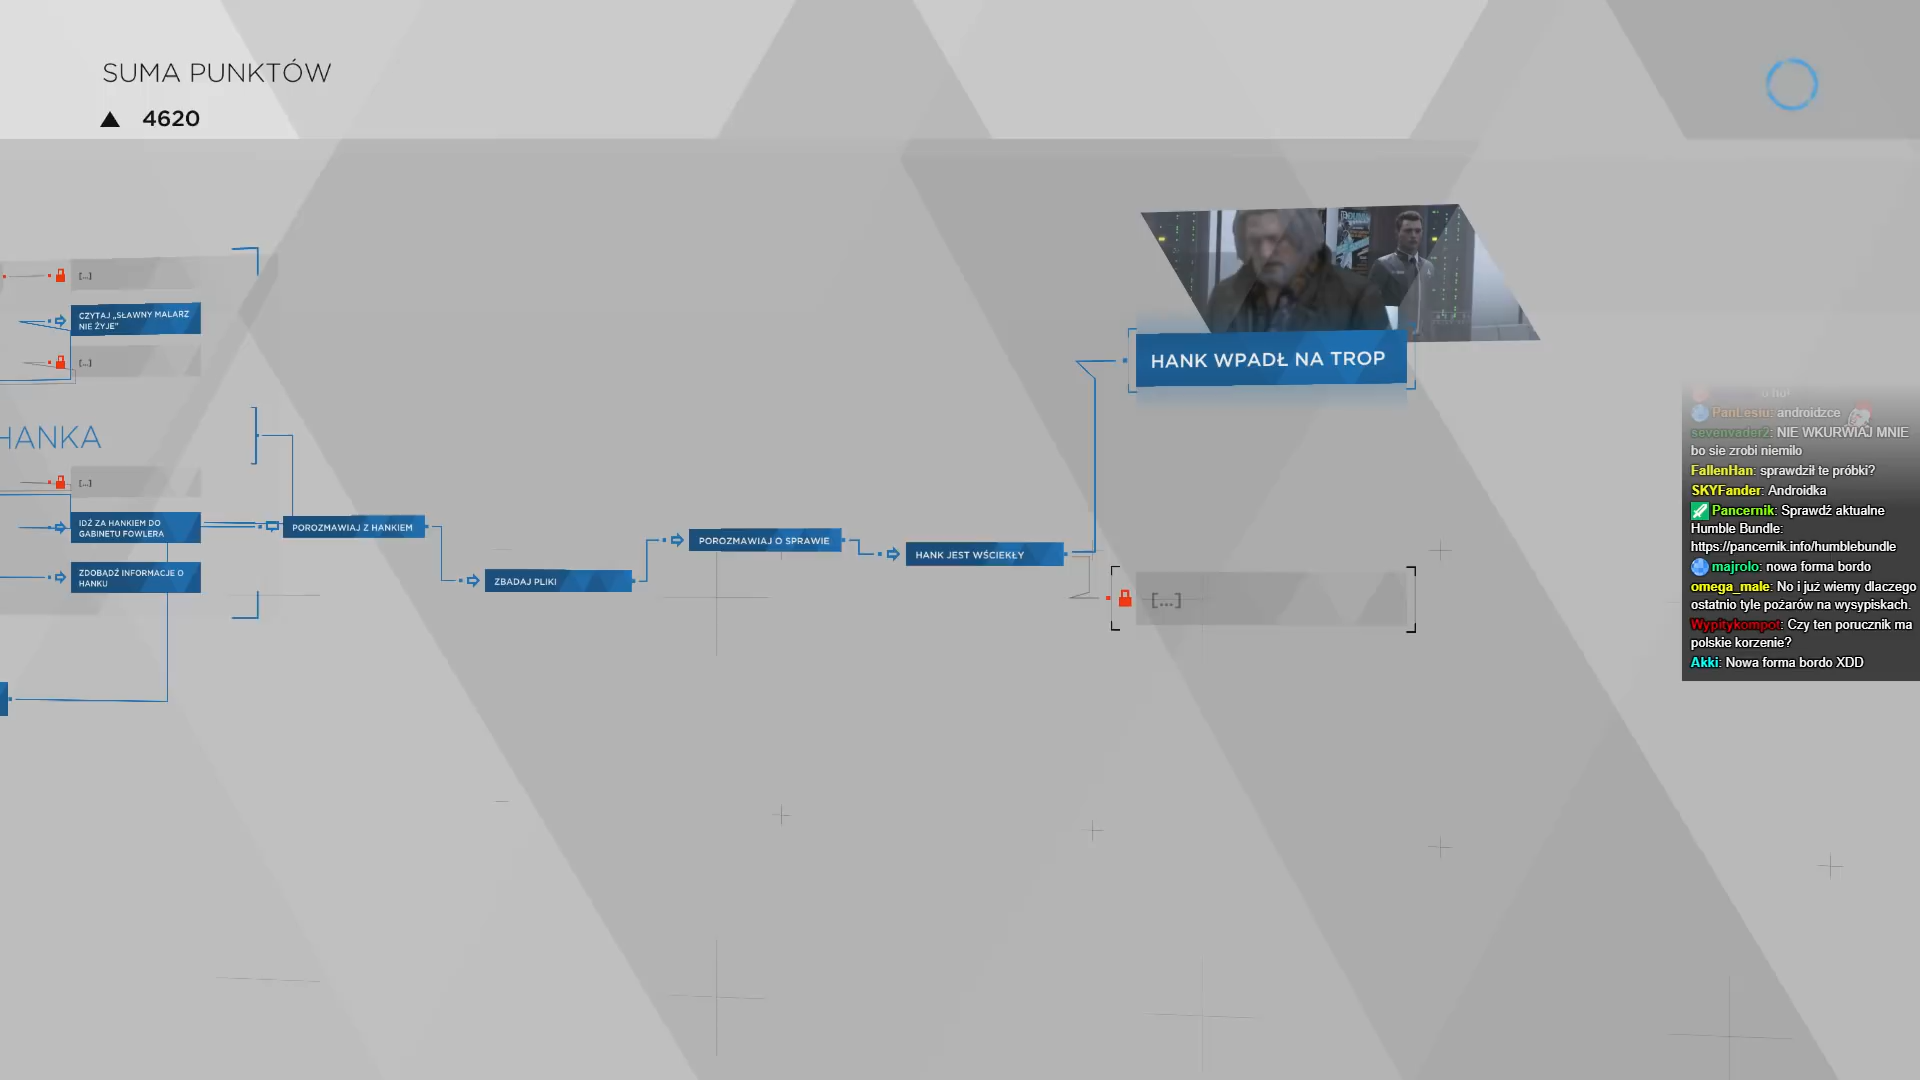 SUMA PUNKTÓW
4620
[...]
CZYTAJ „SŁAWNY MALARZ
NIE ŻYJE”
[...]
HANKA
[...]
IDŹ ZA HANKIEM DO
GABINETU FOWLERA
ZDOBĄDŹ INFORMACJE O
HANKU
POROZMAWIAJ Z HANKIEM
ZBADAJ PLIKI
POROZMAWIAJ O SPRAWIE
HANK JEST WŚCIEKŁY
HANK WPADŁ NA TROP
[...]
PanLesiu: androidzce
sevenvader2: NIE WKURWIAJ MNIE
bo sie zrobi niemilo
FallenHan: sprawdził te próbki?
SKYFander: Androidka
Pancernik: Sprawdź aktualne
Humble Bundle:
https://pancernik.info/humblebundle
majrolo: nowa forma bordo
omega_male: No i już wiemy dlaczego
ostatnio tyle pożarów na wysypiskach.
Wypitykompot: Czy ten porucznik ma
polskie korzenie?
Akki: Nowa forma bordo XDD